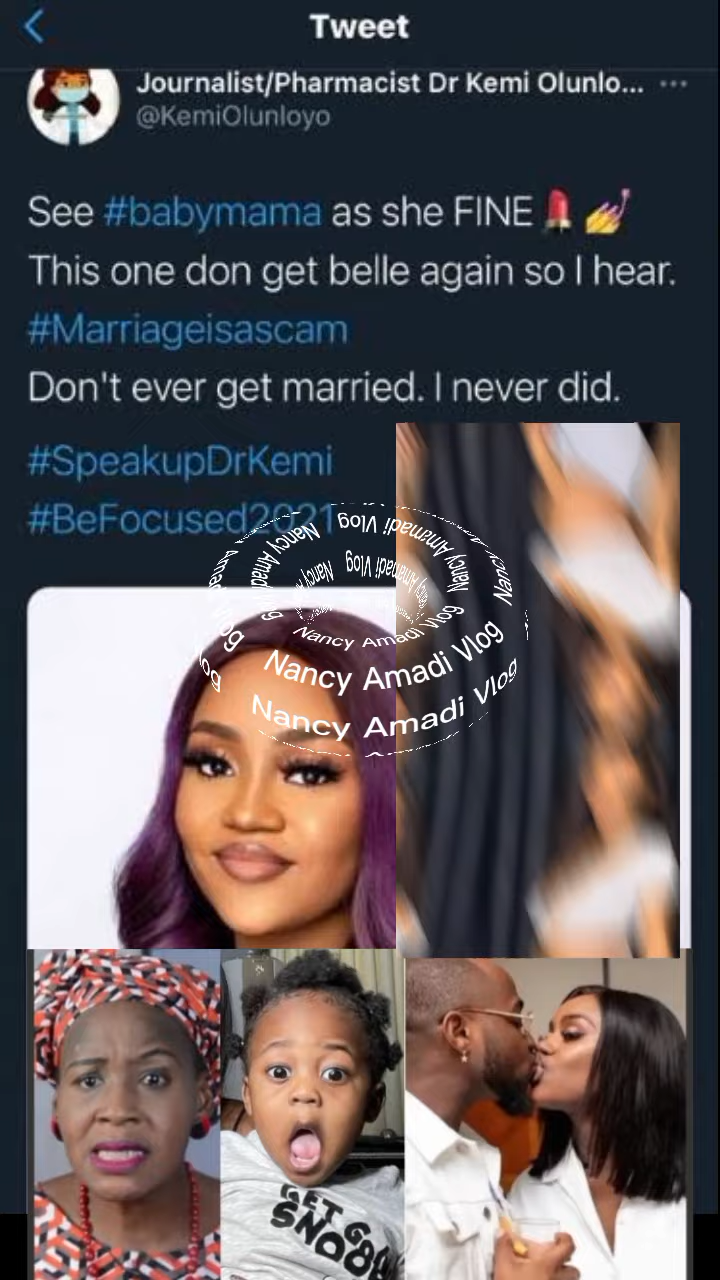 Tweet
Journalist/Pharmacist Dr Kemi Olunlo...
@KemiOlunloyo
See #babymama as she FINE💄💅
This one don get belle again so I hear.
#Marriageisascam
Don't ever get married. I never did.
#SpeakupDrKemi
#BeFocused2021
Nancy Amadi Vlog
Nancy Amadi Vlog
Nancy Amadi Vlog
GET